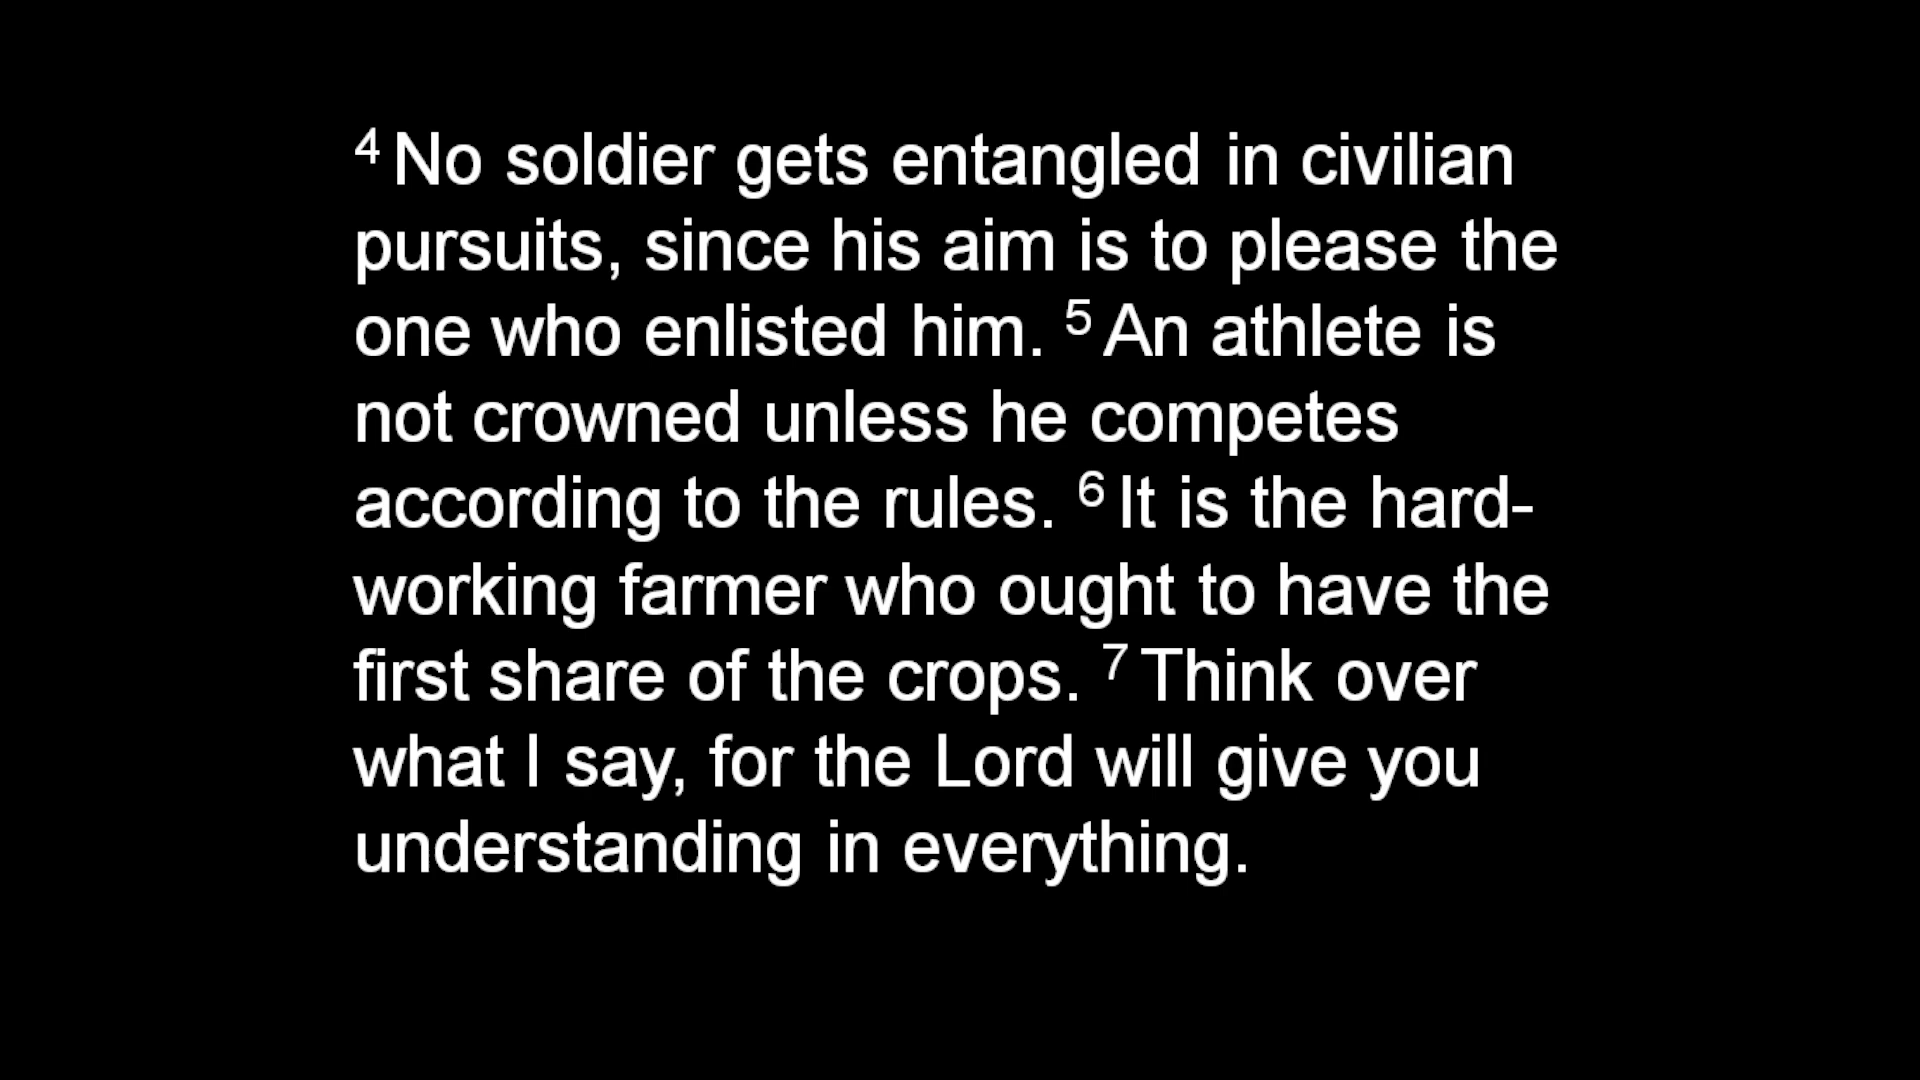 4 No soldier gets entangled in civilian
pursuits, since his aim is to please the
one who enlisted him. 5 An athlete is
not crowned unless he competes
according to the rules. 6 It is the hard-
working farmer who ought to have the
first share of the crops. 7 Think over
what I say, for the Lord will give you
understanding in everything.